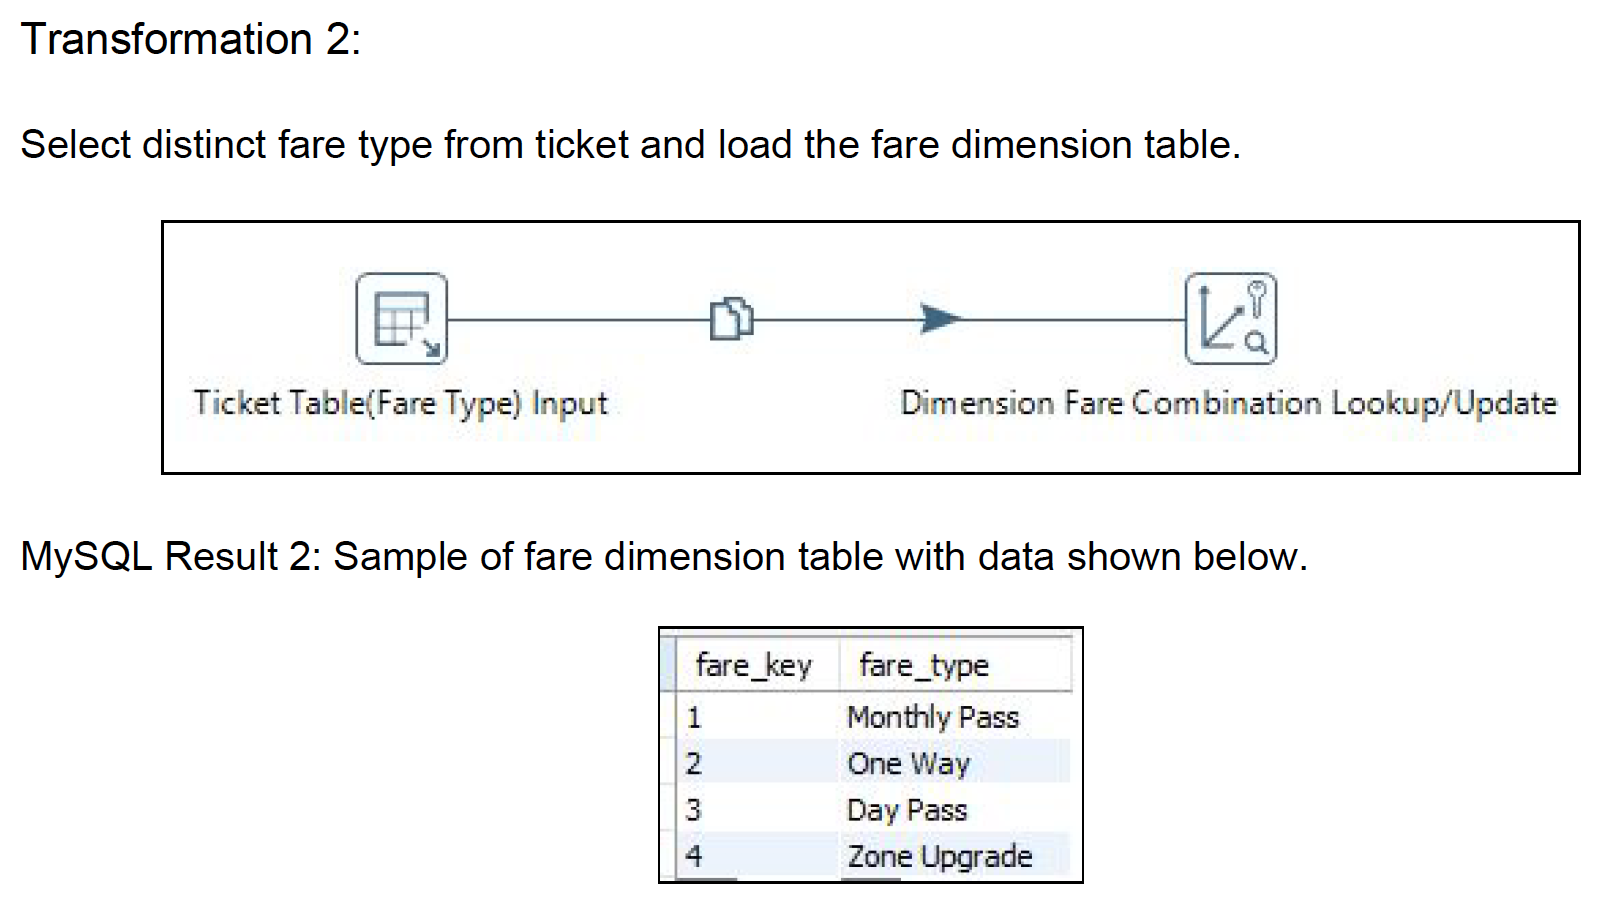 Transformation 2:
Select distinct fare type from ticket and load the fare dimension table.
Ticket Table(Fare Type) Input
Dimension Fare Combination Lookup/Update
MySQL Result 2: Sample of fare dimension table with data shown below.
fare_key fare_type
1 Monthly Pass
2 One Way
3 Day Pass
4 Zone Upgrade